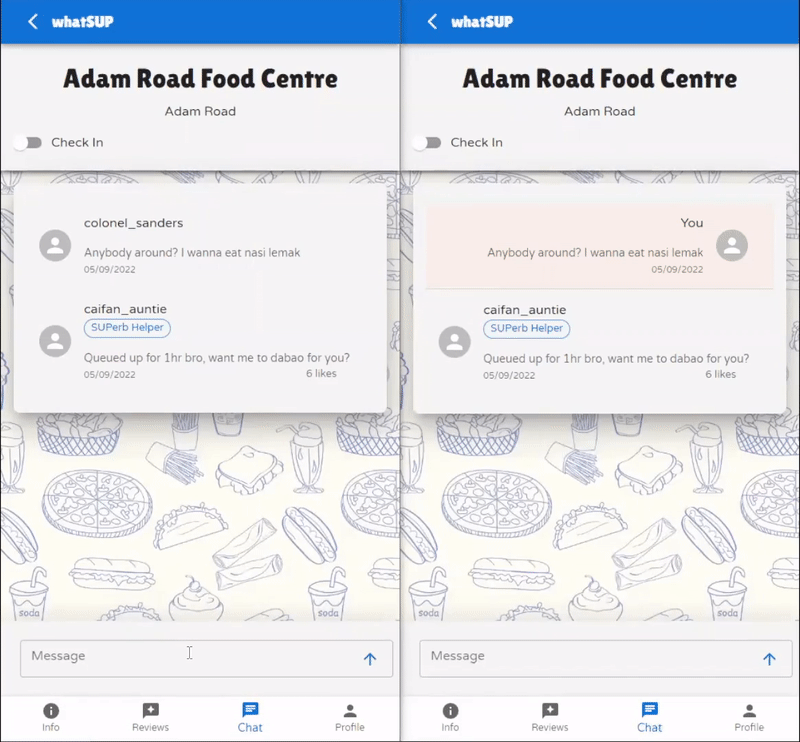 whatSUP
Adam Road Food Centre
Adam Road
Check In
colonel_sanders
Anybody around? I wanna eat nasi lemak
05/09/2022
caifan_auntie
SUPerb Helper
Queued up for 1hr bro, want me to dabao for you?
05/09/2022
6 likes
soda
soda
Message
Info
Reviews
Chat
Profile
whatSUP
Adam Road Food Centre
Adam Road
Check In
You
Anybody around? I wanna eat nasi lemak
05/09/2022
caifan_auntie
SUPerb Helper
Queued up for 1hr bro, want me to dabao for you?
05/09/2022
6 likes
soda
soda
Message
Info
Reviews
Chat
Profile